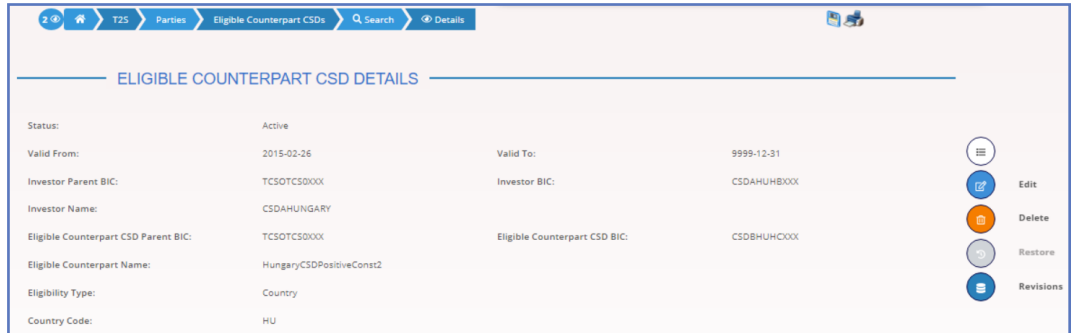 2 T2S Parties Eligible Counterpart CSDs Search Details
ELIGIBLE COUNTERPART CSD DETAILS
Status: Active
Valid From: 2015-02-26 Valid To: 9999-12-31
Investor Parent BIC: TCSOTCS0XXX Investor BIC: CSDAHUHBXXX
Edit
Investor Name: CSDAHUNGARY
Delete
Eligible Counterpart CSD Parent BIC: TCSOTCS0XXX Eligible Counterpart CSD BIC: CSDBHUHCXXX
Restore
Eligible Counterpart Name: HungaryCSDPositiveConst2
Revisions
Eligibility Type: Country
Country Code: HU